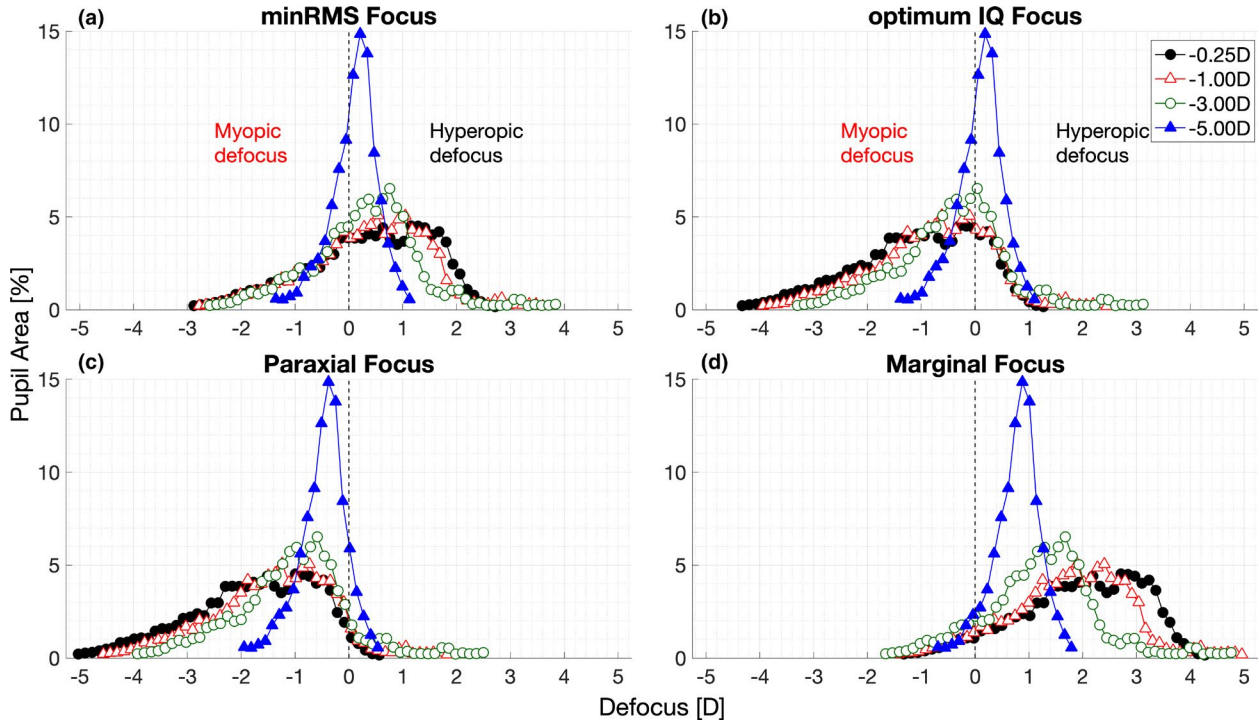 (a) minRMS Focus
15
10
5
0
Myopic
defocus
Hyperopic
defocus
-5 -4 -3 -2 -1 0 1 2 3 4 5
(b) optimum IQ Focus
15
10
5
0
Myopic
defocus
Hyperopic
defocus
-0.25D
-1.00D
-3.00D
-5.00D
-5 -4 -3 -2 -1 0 1 2 3 4 5
Pupil Area [%]
(c) Paraxial Focus
15
10
5
0
-5 -4 -3 -2 -1 0 1 2 3 4 5
(d) Marginal Focus
15
10
5
0
-5 -4 -3 -2 -1 0 1 2 3 4 5
Defocus [D]